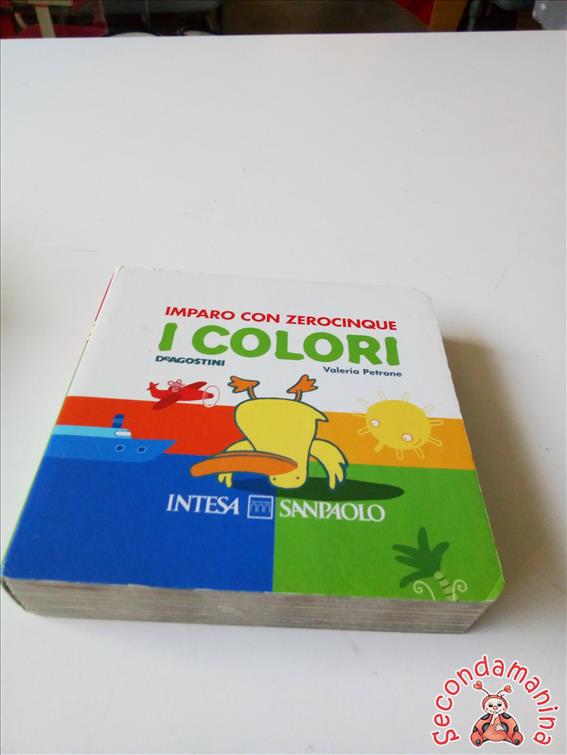 IMPARO CON ZEROCINQUE
I COLORI
DEAGOSTINI
Valeria Petrone
INTESA SANPAOLO
Secondamanina